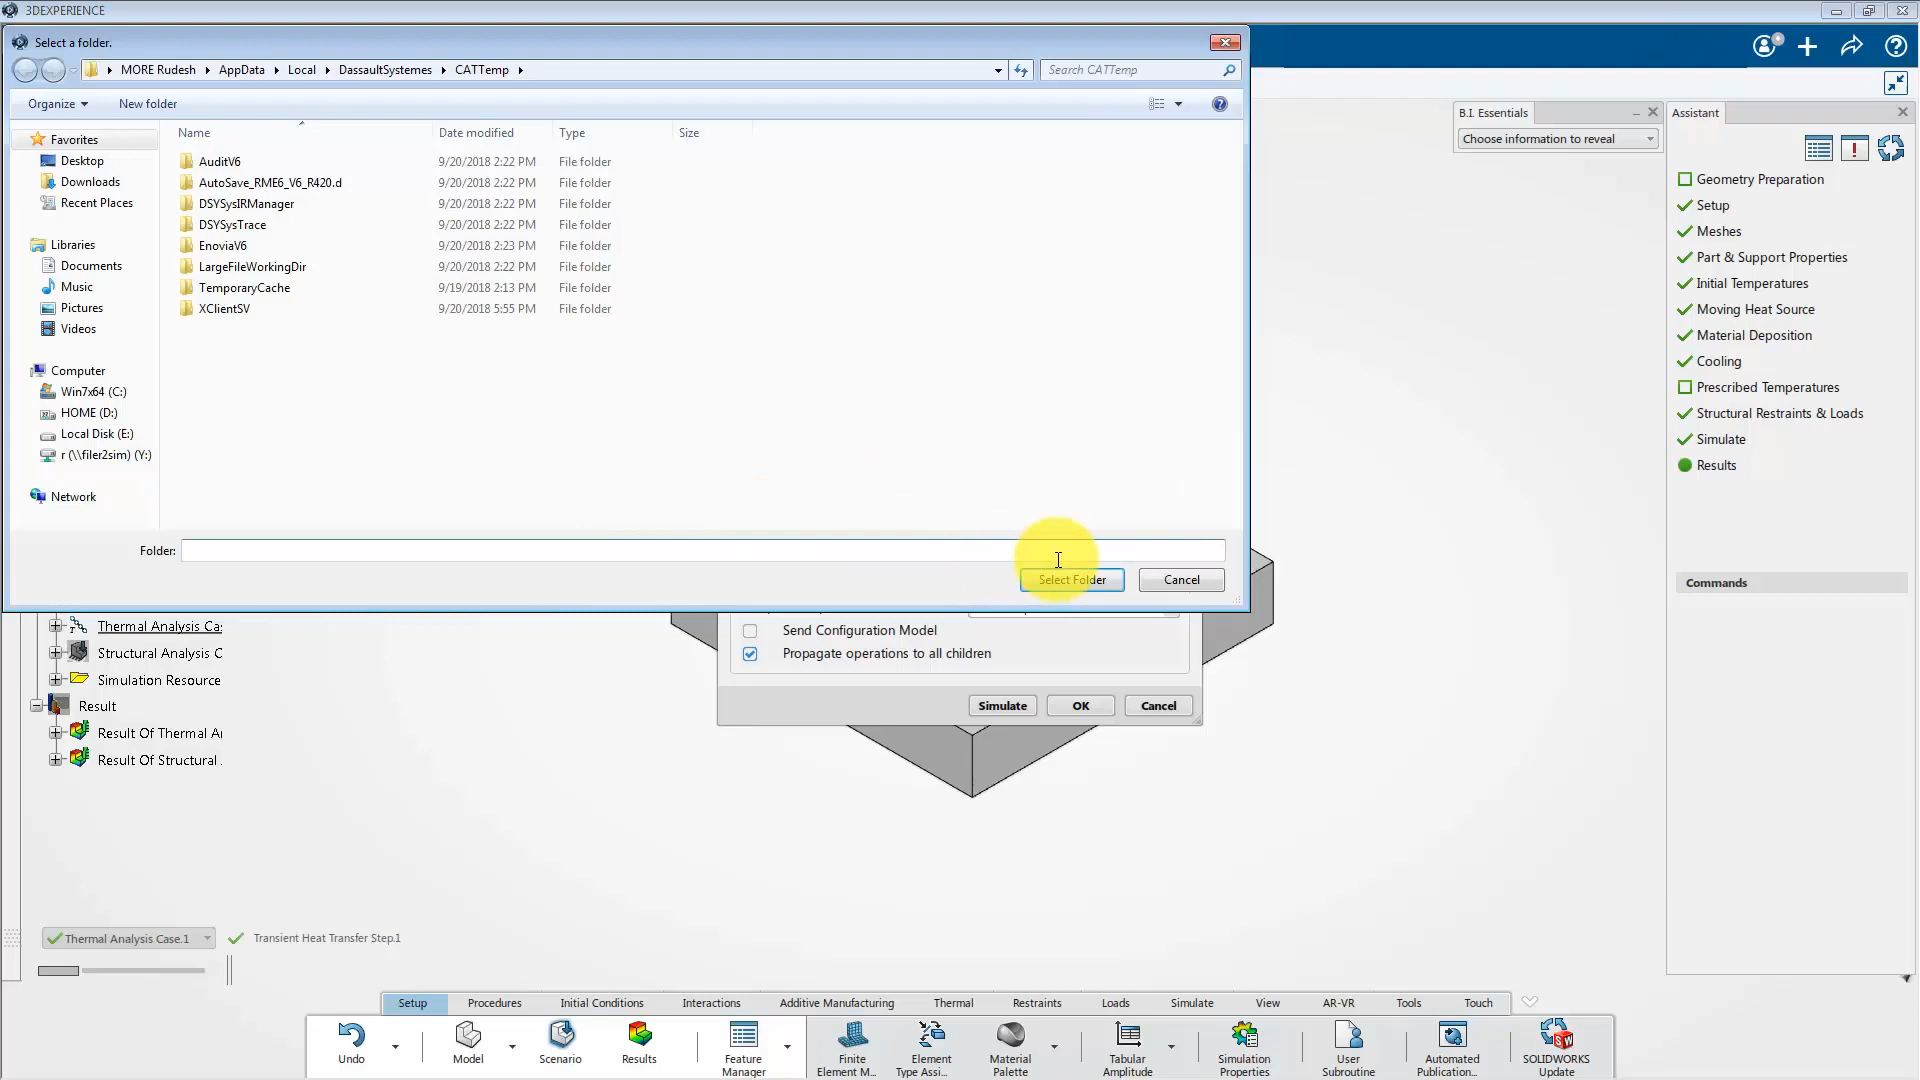 3DEXPERIENCE
Select a folder.
MORE Rudesh AppData Local DassaultSystemes CATTemp
Search CATTemp
Organize New folder
Favorites
Desktop
Downloads
Recent Places
Libraries
Documents
Music
Pictures
Videos
Computer
Win7x64 (C:)
HOME (D:)
Local Disk (E:)
r (\\filer2sim) (Y:)
Network
Name Date modified Type Size
AuditV6 9/20/2018 2:22 PM File folder
AutoSave_RME6_V6_R420.d 9/20/2018 2:22 PM File folder
DSYSysIRManager 9/20/2018 2:22 PM File folder
DSYSysTrace 9/20/2018 2:22 PM File folder
EnoviaV6 9/20/2018 2:23 PM File folder
LargeFileWorkingDir 9/20/2018 2:22 PM File folder
TemporaryCache 9/19/2018 2:13 PM File folder
XClientSV 9/20/2018 5:55 PM File folder
Folder:
Select Folder Cancel
B.I. Essentials
Choose information to reveal
Assistant
Geometry Preparation
Setup
Meshes
Part & Support Properties
Initial Temperatures
Moving Heat Source
Material Deposition
Cooling
Prescribed Temperatures
Structural Restraints & Loads
Simulate
Results
Commands
Thermal Analysis Ca
Structural Analysis C
Simulation Resource
Result
Result Of Thermal A
Result Of Structural
Send Configuration Model
Propagate operations to all children
Simulate OK Cancel
Thermal Analysis Case.1 Transient Heat Transfer Step.1
Setup Procedures Initial Conditions Interactions Additive Manufacturing Thermal Restraints Loads Simulate View AR-VR Tools Touch
Undo
Model
Scenario
Results
Feature
Manager
Finite
Element M...
Element
Type Assi...
Material
Palette
Tabular
Amplitude
Simulation
Properties
User
Subroutine
Automated
Publication...
SOLIDWORKS
Update